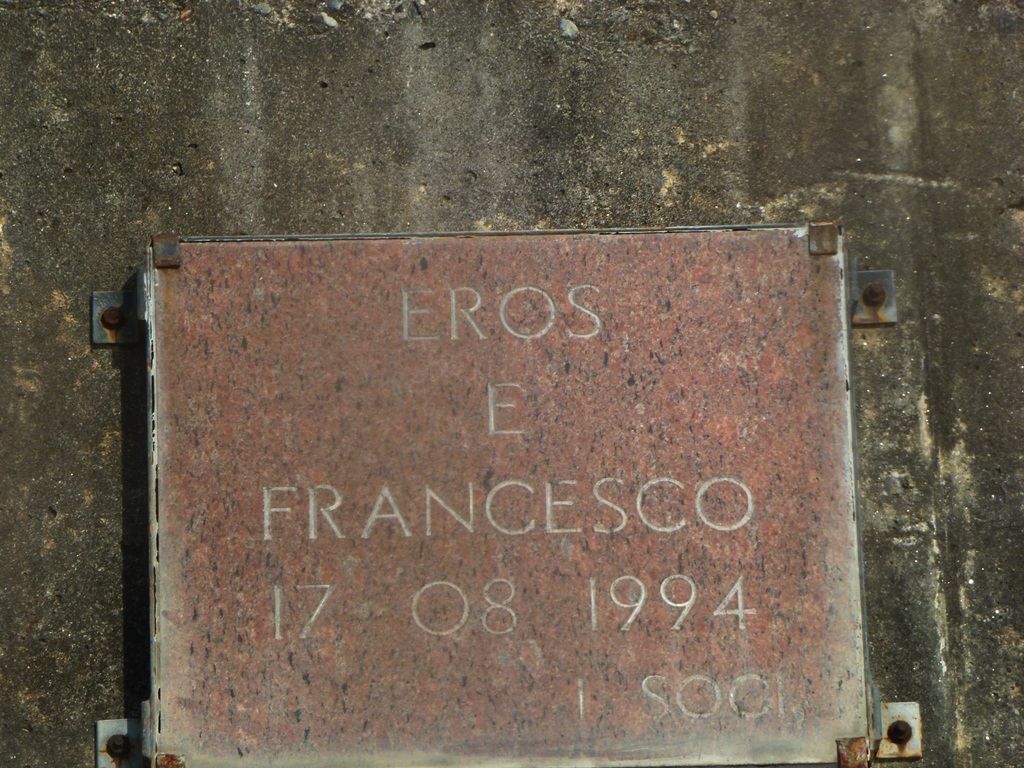 EROS
E
FRANCESCO
17 08 1994
I SOCI